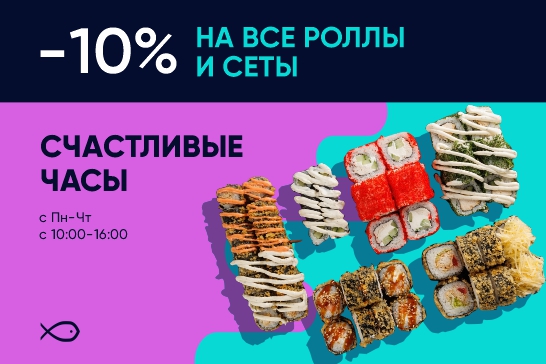 -10%
НА ВСЕ РОЛЛЫ
И СЕТЫ
СЧАСТЛИВЫЕ
ЧАСЫ
с Пн-Чт
с 10:00-16:00